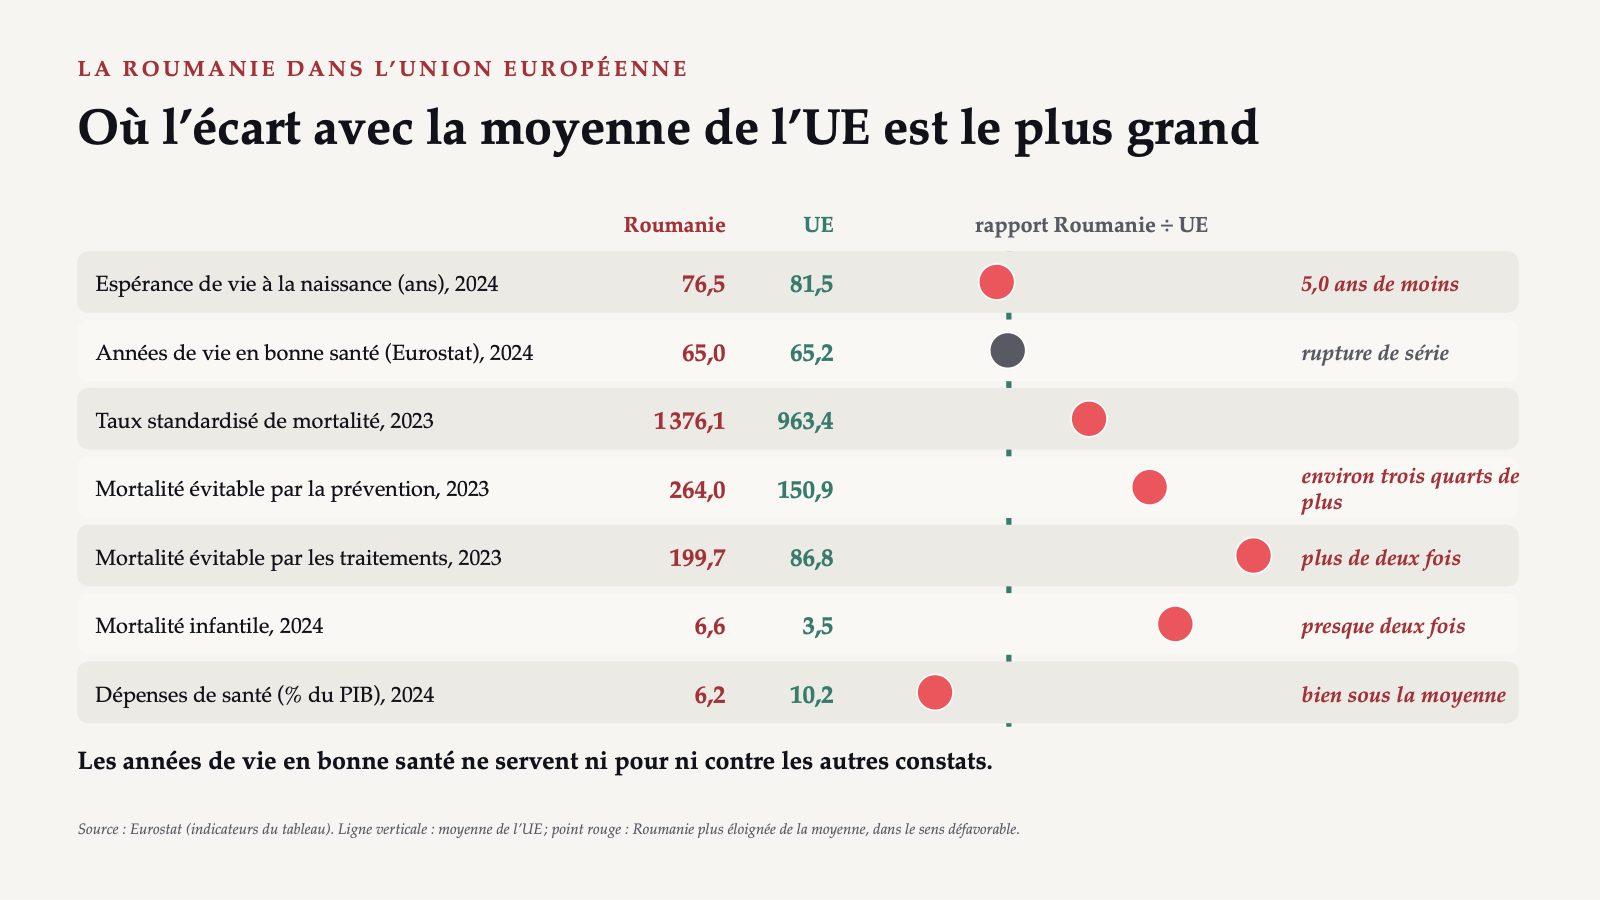 LA ROUMANIE DANS L’UNION EUROPÉENNE
Où l’écart avec la moyenne de l’UE est le plus grand
Roumanie UE rapport Roumanie ÷ UE
Espérance de vie à la naissance (ans), 2024 76,5 81,5 5,0 ans de moins
Années de vie en bonne santé (Eurostat), 2024 65,0 65,2 rupture de série
Taux standardisé de mortalité, 2023 1 376,1 963,4
Mortalité évitable par la prévention, 2023 264,0 150,9 environ trois quarts de
plus
Mortalité évitable par les traitements, 2023 199,7 86,8 plus de deux fois
Mortalité infantile, 2024 6,6 3,5 presque deux fois
Dépenses de santé (% du PIB), 2024 6,2 10,2 bien sous la moyenne
Les années de vie en bonne santé ne servent ni pour ni contre les autres constats.
Source : Eurostat (indicateurs du tableau). Ligne verticale : moyenne de l’UE ; point rouge : Roumanie plus éloignée de la moyenne, dans le sens défavorable.